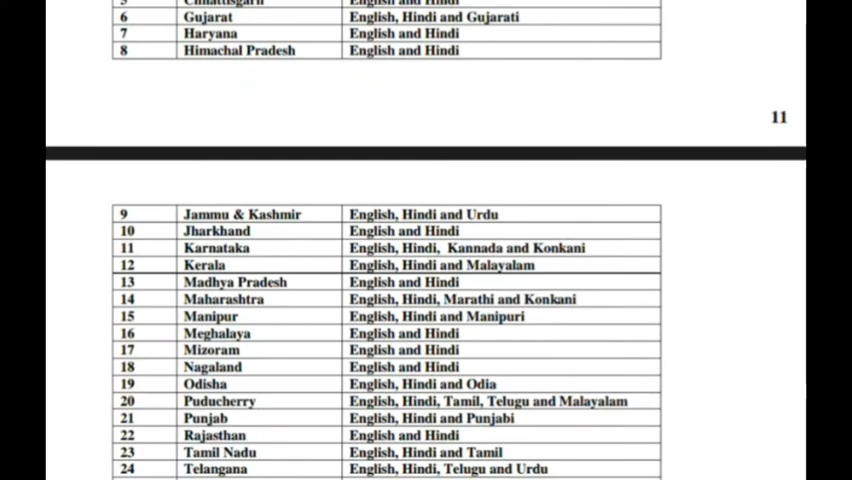 5 Chhattisgarh English and Hindi
6 Gujarat English, Hindi and Gujarati
7 Haryana English and Hindi
8 Himachal Pradesh English and Hindi
11
9 Jammu & Kashmir English, Hindi and Urdu
10 Jharkhand English and Hindi
11 Karnataka English, Hindi, Kannada and Konkani
12 Kerala English, Hindi and Malayalam
13 Madhya Pradesh English and Hindi
14 Maharashtra English, Hindi, Marathi and Konkani
15 Manipur English, Hindi and Manipuri
16 Meghalaya English and Hindi
17 Mizoram English and Hindi
18 Nagaland English and Hindi
19 Odisha English, Hindi and Odia
20 Puducherry English, Hindi, Tamil, Telugu and Malayalam
21 Punjab English, Hindi and Punjabi
22 Rajasthan English and Hindi
23 Tamil Nadu English, Hindi and Tamil
24 Telangana English, Hindi, Telugu and Urdu